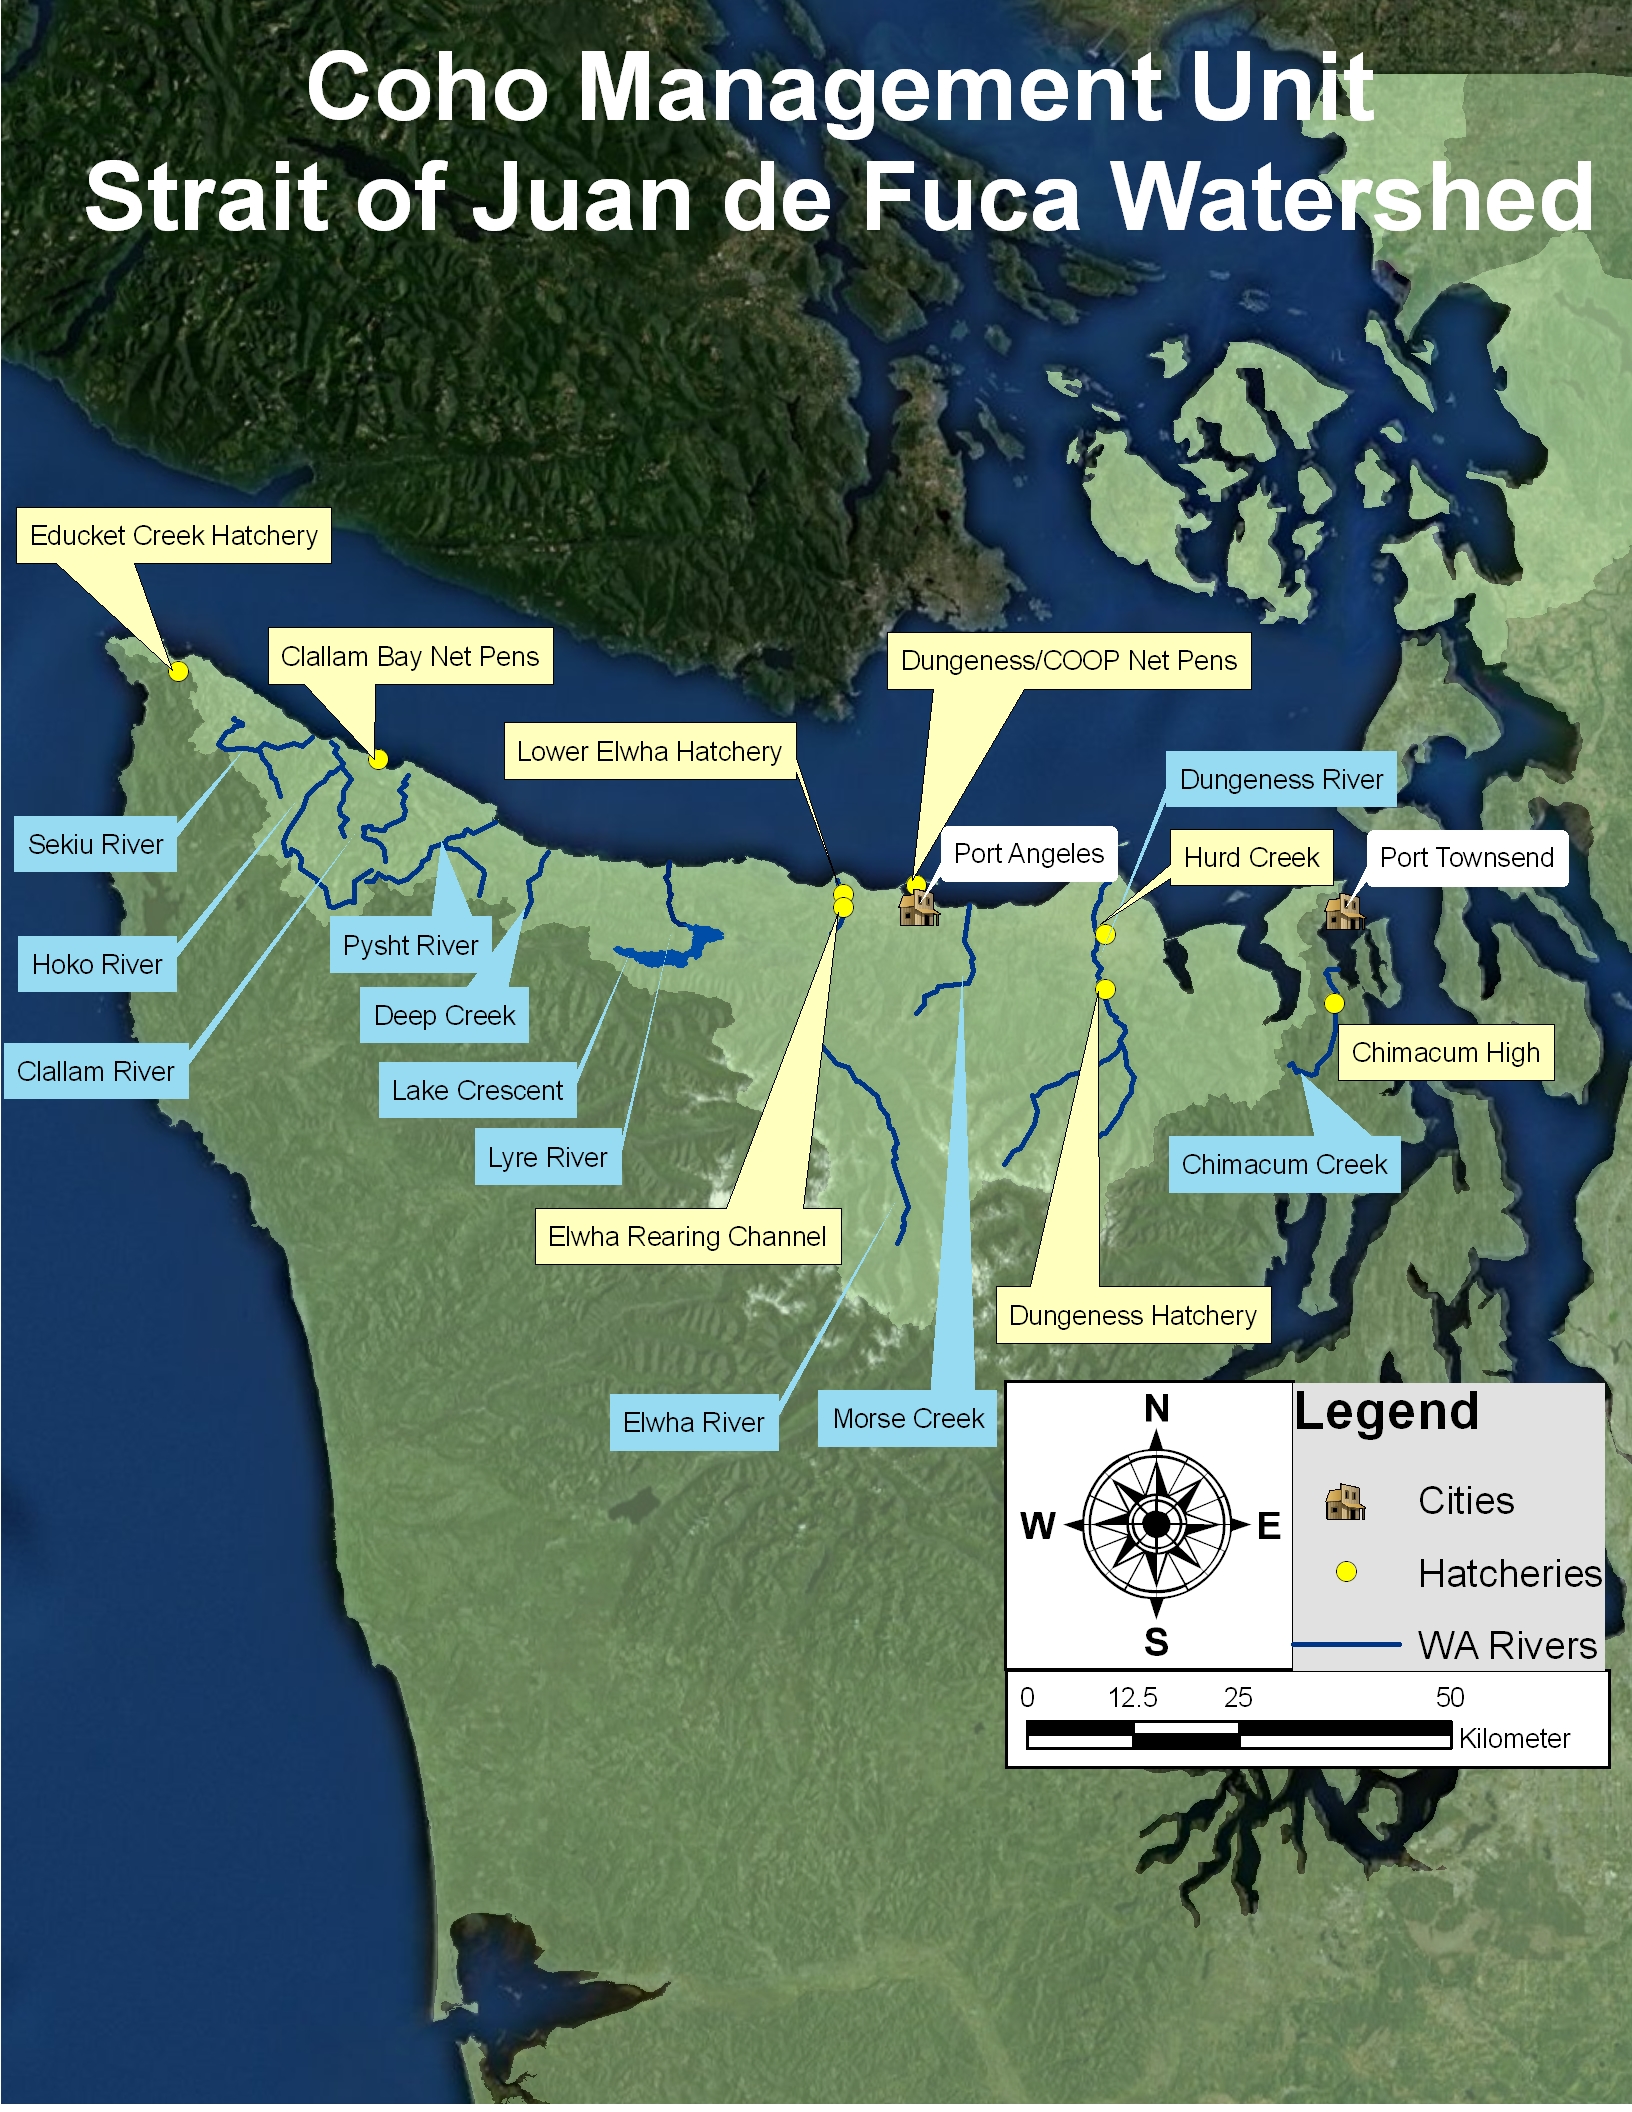 Coho Management Unit
Strait of Juan de Fuca Watershed
Educket Creek Hatchery
Clallam Bay Net Pens
Dungeness/COOP Net Pens
Lower Elwha Hatchery
Dungeness River
Sekiu River
Port Angeles
Hurd Creek
Port Townsend
Hoko River
Pysht River
Deep Creek
Clallam River
Lake Crescent
Chimacum High
Lyre River
Chimacum Creek
Elwha Rearing Channel
Dungeness Hatchery
Elwha River
Morse Creek
N
W
E
S
Legend
Cities
Hatcheries
WA Rivers
0 12.5 25 50
Kilometer